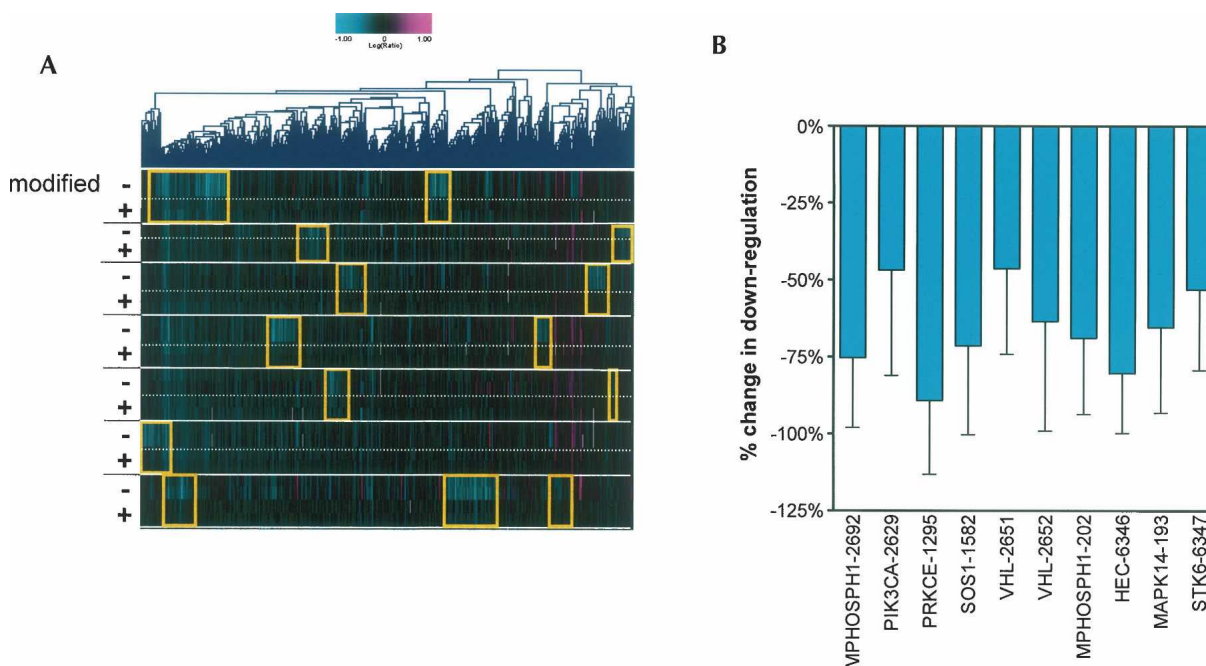 -1.00 0 1.00
Log(Ratio)
A
modified -
+
-
+
-
+
-
+
-
+
-
+
-
+
B
% change in down-regulation
0%
-25%
-50%
-75%
-100%
-125%
MPHOSPH1-2692
PIK3CA-2629
PRKCE-1295
SOS1-1582
VHL-2651
VHL-2652
MPHOSPH1-202
HEC-6346
MAPK14-193
STK6-6347